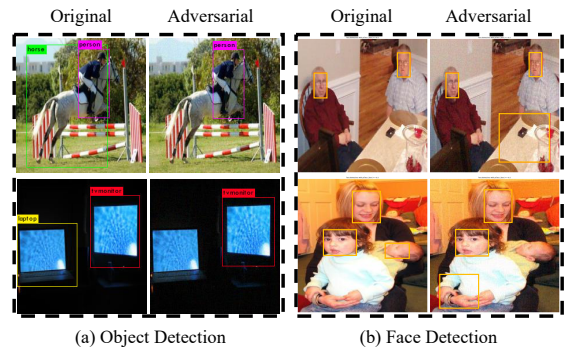 Original Adversarial Original Adversarial
horse person person
laptop tvmonitor tvmonitor
(a) Object Detection (b) Face Detection